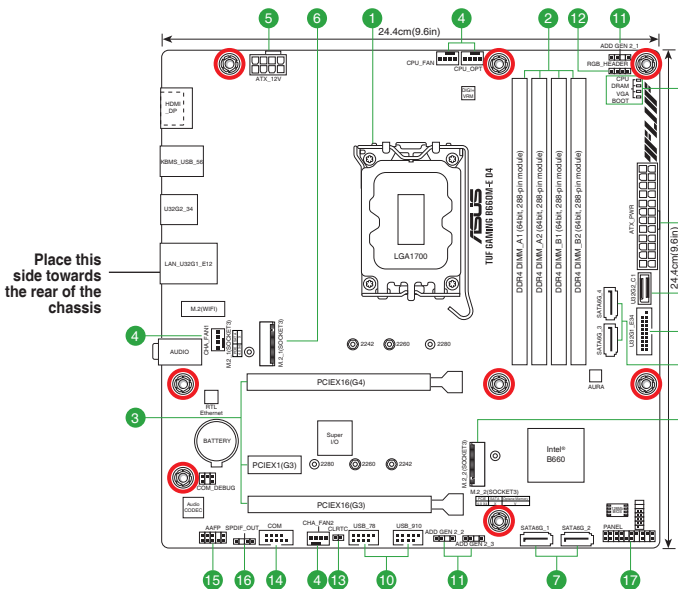 5
6
1
4
2
12
11
24.4cm(9.6in)
ADD GEN 2_1
RGB_HEADER
CPU_FAN
CPU_OPT
ATX_12V
DIGI+
VRM
CPU
DRAM
VGA
BOOT
HDMI
_DP
KBMS_USB_56
U32G2_34
LAN_U32G1_E12
Place this
side towards
the rear of the
chassis
LGA1700
ASUS
TUF GAMING B660M-E D4
DDR4 DIMM_A1 (64bit, 288-pin module)
DDR4 DIMM_A2 (64bit, 288-pin module)
DDR4 DIMM_B1 (64bit, 288-pin module)
DDR4 DIMM_B2 (64bit, 288-pin module)
ATX_PWR
24.4cm(9.6in)
U32G2_C1
U32G1_E34
SATA6G_4
SATA6G_3
M.2(WIFI)
4
CHA_FAN1
M.2_1(SOCKET3)
M.2_1(SOCKET3)
AUDIO
2242
2260
2280
3
PCIEX16(G4)
AURA
RTL
Ethernet
BATTERY
Super
I/O
PCIEX1(G3)
2280
2260
2242
M.2_2(SOCKET3)
Intel®
B660
COM_DEBUG
Audio
CODEC
PCIEX16(G3)
M.2_2(SOCKET3)
AAFP
SPDIF_OUT
COM
CHA_FAN2
CLRTC
USB_78
USB_910
ADD GEN 2_2
ADD GEN 2_3
SATA6G_1
SATA6G_2
PANEL
15
16
14
4
13
10
11
7
17